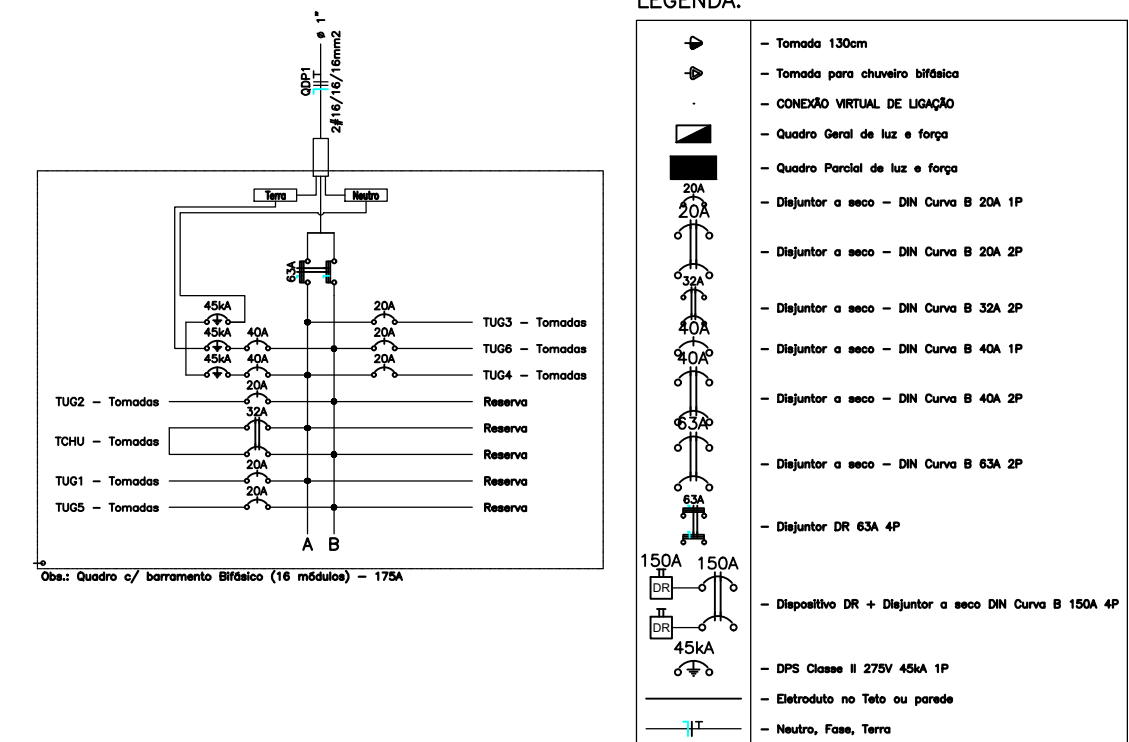 ø 1"
QDP1
2#16/16/16mm2
Terra
Neutro
63A
45kA
20A
TUG3 - Tomadas
45kA 40A
20A
TUG6 - Tomadas
45kA 40A
20A
TUG4 - Tomadas
TUG2 - Tomadas
20A
Reserva
TCHU - Tomadas
32A
Reserva
Reserva
TUG1 - Tomadas
20A
Reserva
TUG5 - Tomadas
20A
Reserva
A B
Obs.: Quadro c/ barramento Bifásico (16 módulos) - 175A
LEGENDA:
- Tomada 130cm
- Tomada para chuveiro bifásica
- CONEXÃO VIRTUAL DE LIGAÇÃO
- Quadro Geral de luz e força
- Quadro Parcial de luz e força
20A
- Disjuntor a seco - DIN Curva B 20A 1P
20A
- Disjuntor a seco - DIN Curva B 20A 2P
32A
- Disjuntor a seco - DIN Curva B 32A 2P
40A
- Disjuntor a seco - DIN Curva B 40A 1P
40A
- Disjuntor a seco - DIN Curva B 40A 2P
63A
- Disjuntor a seco - DIN Curva B 63A 2P
63A
- Disjuntor DR 63A 4P
150A 150A
DR
DR
- Dispositivo DR + Disjuntor a seco DIN Curva B 150A 4P
45kA
- DPS Classe II 275V 45kA 1P
- Eletroduto no Teto ou parede
- Neutro, Fase, Terra